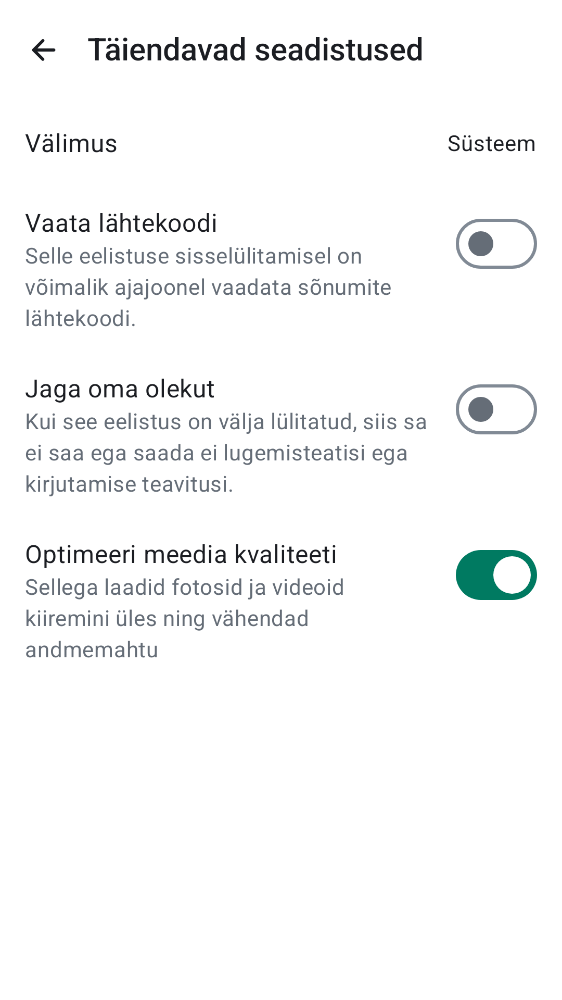 Täiendavad seadistused
Välimus
Süsteem
Vaata lähtekoodi
Selle eelistuse sisselülitamisel on
võimalik ajajoonel vaadata sõnumite
lähtekoodi.
Jaga oma olekut
Kui see eelistus on välja lülitatud, siis sa
ei saa ega saada ei lugemisteatisi ega
kirjutamise teavitusi.
Optimeeri meedia kvaliteeti
Sellega laadid fotosid ja videoid
kiiremini üles ning vähendad
andmemahtu